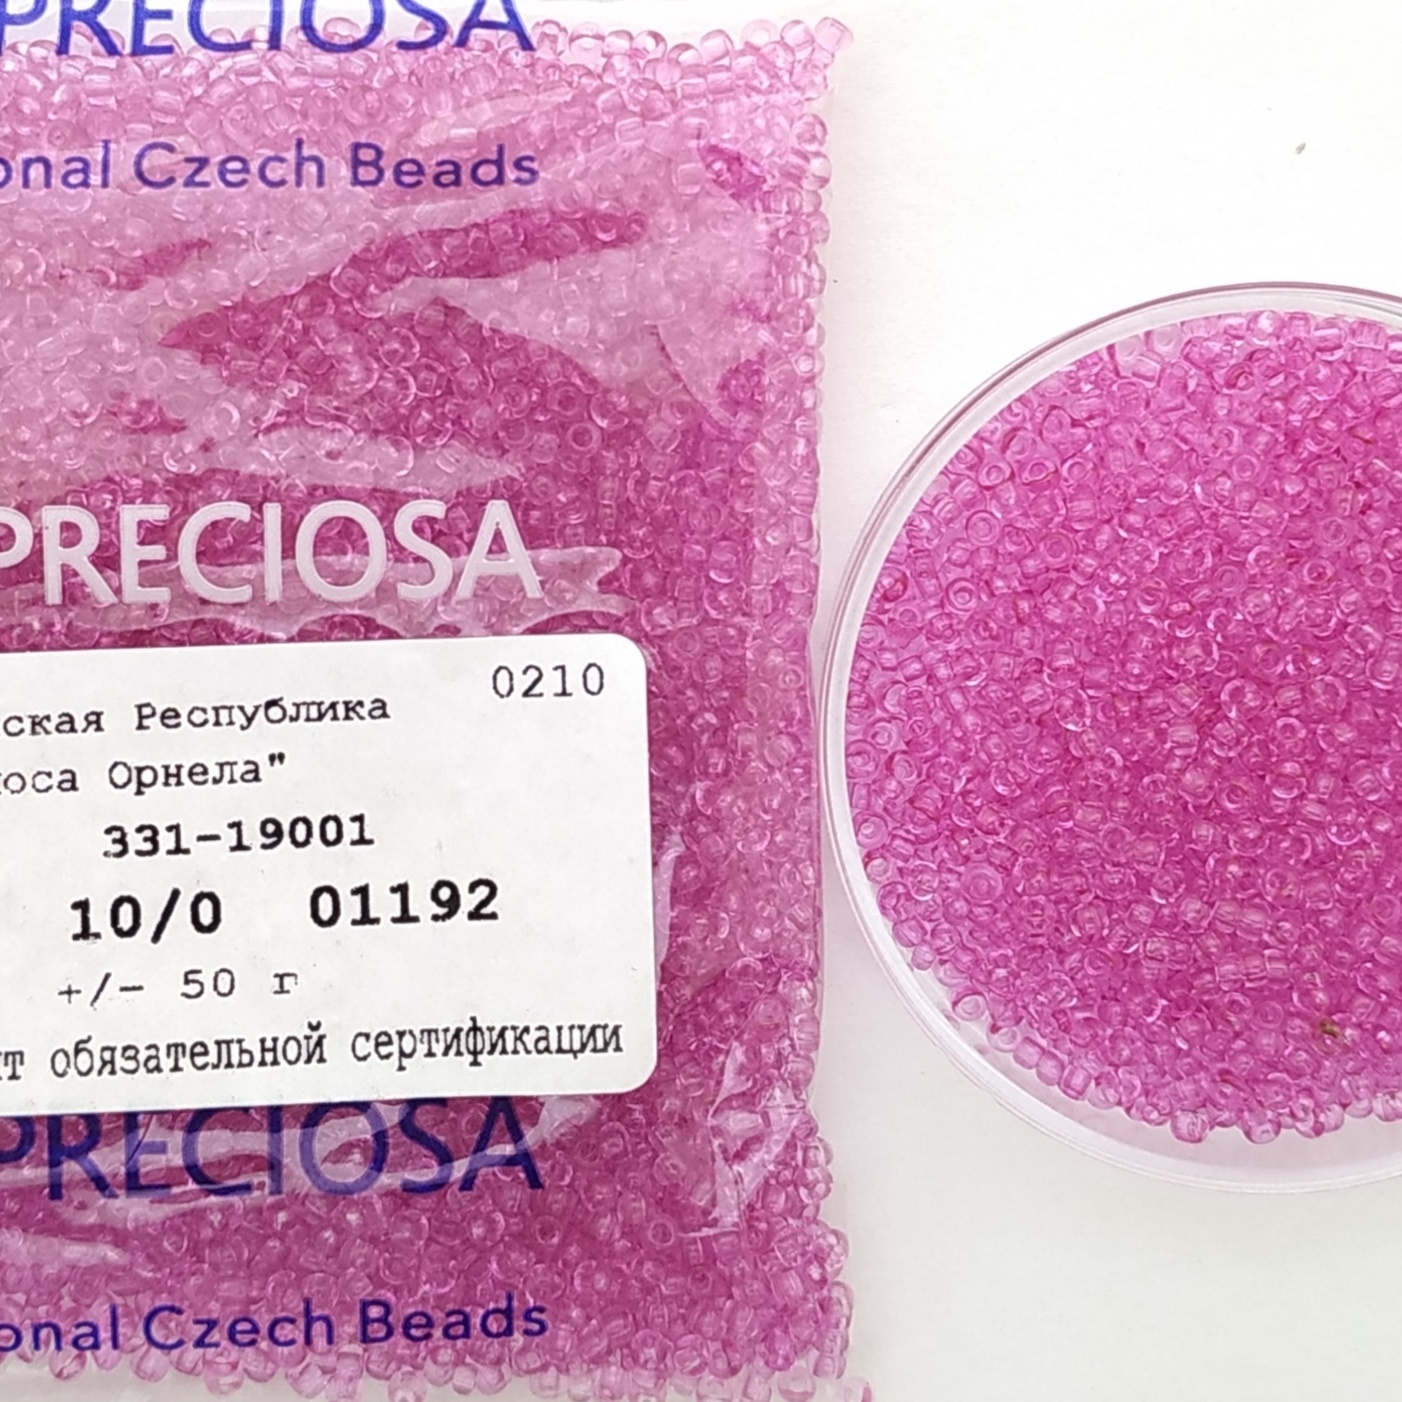 PRECIOSA
onal Czech Beads
PRECIOSA
0210
ская Республика
оса Орнела"
331-19001
10/0 01192
+/- 50 г
т обязательной сертификации
PRECIOSA
onal Czech Beads